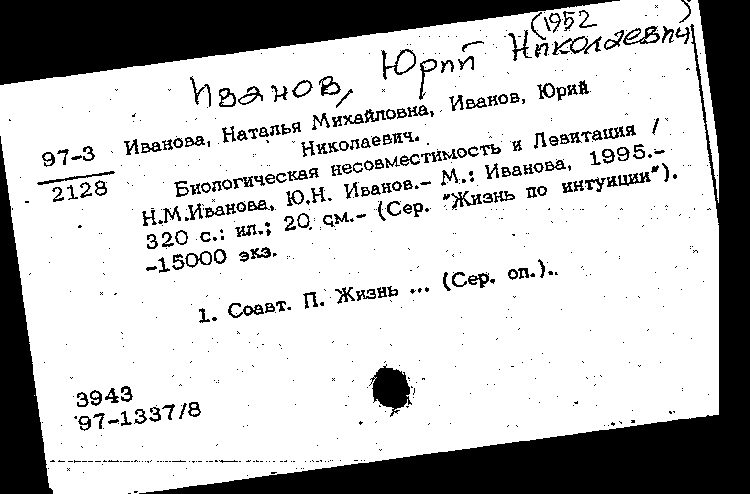 (1952 )
Иванов, Юрий Николаевич
97-3
2128
Иванова, Наталья Михайловна, Иванов, Юрий
Николаевич.
Биологическая несовместимость и Левитация /
Н.М.Иванова, Ю.Н. Иванов.- М.: Иванова, 1995.-
320 с.: ил.; 20 см.- (Сер. "Жизнь по интуиции").
-15000 экз.
1. Соавт. П. Жизнь ... (Сер. оп.).
3943
97-1337/8